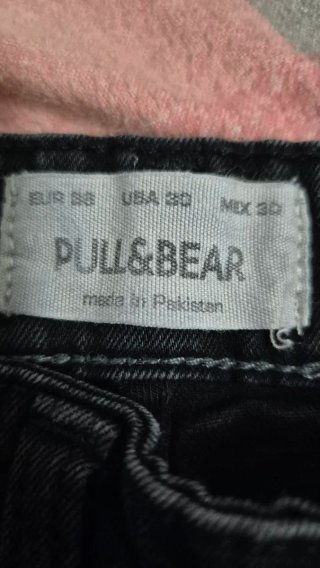 EUR 38 USA 30 MEX 30
PULL&BEAR
made in Pakistan